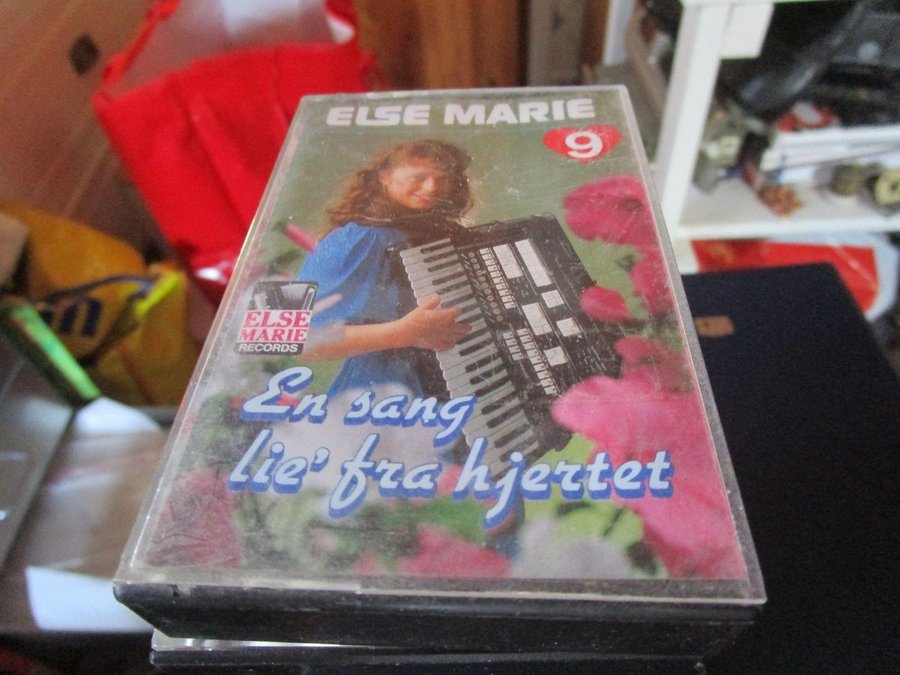 ELSE MARIE
9
ELSE
MARIE
RECORDS
En sang
lie' fra hjertet